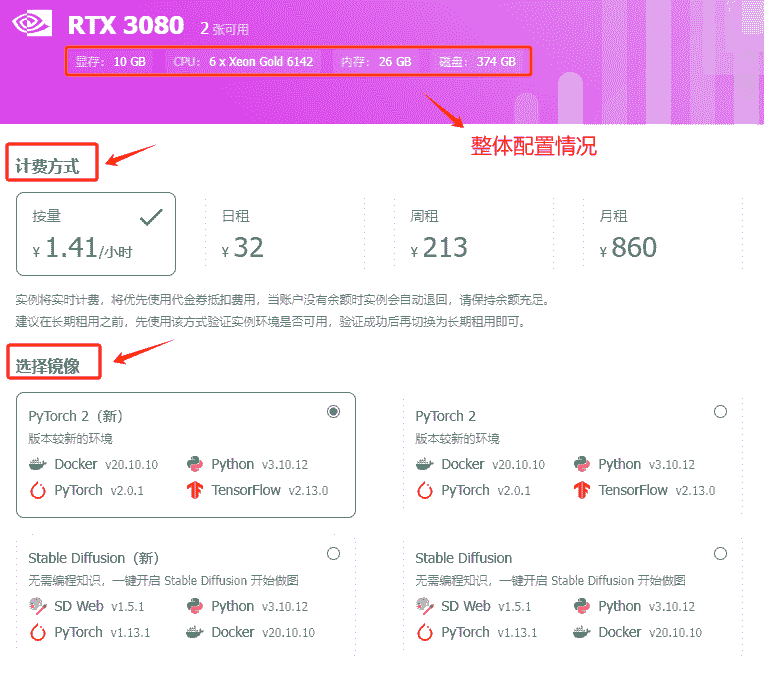 RTX 3080 2 张可用
显存： 10 GB CPU： 6 x Xeon Gold 6142 内存： 26 GB 磁盘： 374 GB
整体配置情况
计费方式
按量 日租 周租 月租
¥ 1.41/小时 ¥ 32 ¥ 213 ¥ 860
实例将实时计费，将优先使用代金券抵扣费用，当账户没有余额时实例会自动退回，请保持余额充足。
建议在长期租用之前，先使用该方式验证实例环境是否可用，验证成功后再切换为长期租用即可。
选择镜像
PyTorch 2（新）
版本较新的环境
Docker v20.10.10 Python v3.10.12
PyTorch v2.0.1 TensorFlow v2.13.0
PyTorch 2
版本较新的环境
Docker v20.10.10 Python v3.10.12
PyTorch v2.0.1 TensorFlow v2.13.0
Stable Diffusion（新）
无需编程知识，一键开启 Stable Diffusion 开始做图
SD Web v1.5.1 Python v3.10.12
PyTorch v1.13.1 Docker v20.10.10
Stable Diffusion
无需编程知识，一键开启 Stable Diffusion 开始做图
SD Web v1.5.1 Python v3.10.12
PyTorch v1.13.1 Docker v20.10.10